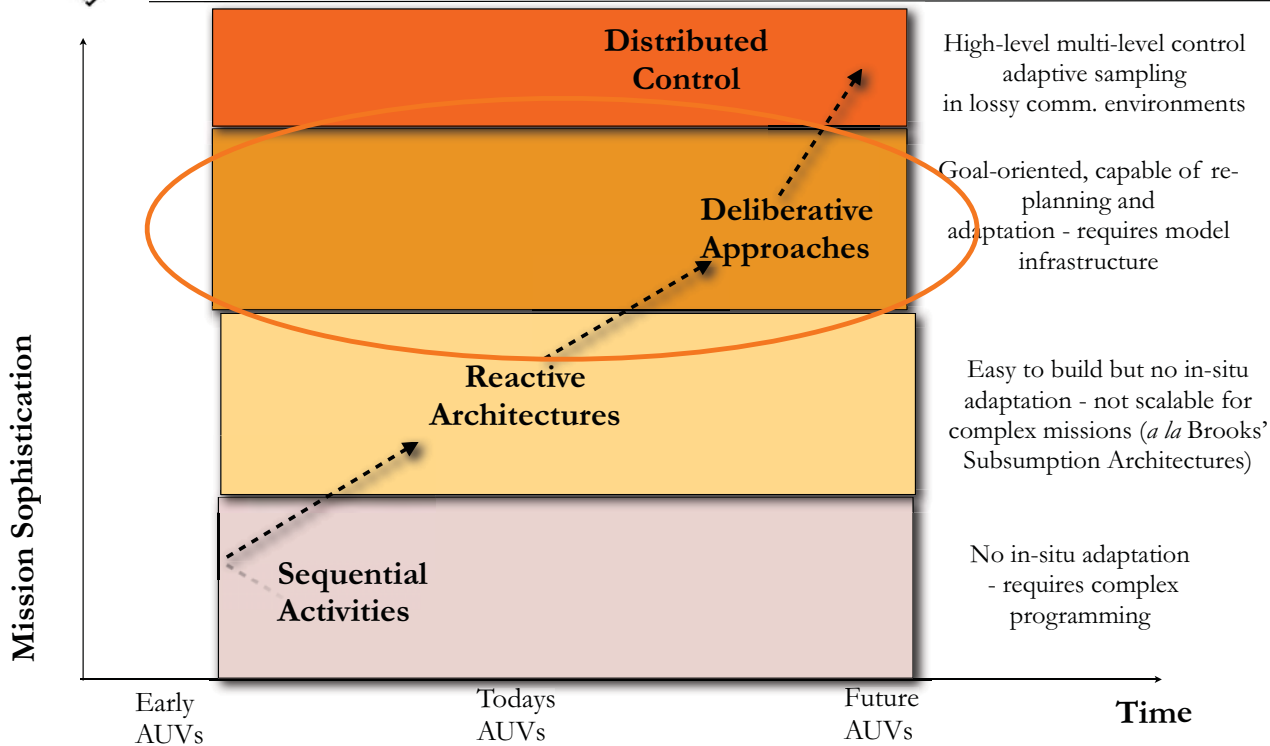 Distributed
Control
High-level multi-level control
adaptive sampling
in lossy comm. environments
Deliberative
Approaches
Goal-oriented, capable of re-
planning and
adaptation - requires model
infrastructure
Reactive
Architectures
Easy to build but no in-situ
adaptation - not scalable for
complex missions (a la Brooks’
Subsumption Architectures)
Sequential
Activities
No in-situ adaptation
- requires complex
programming
Mission Sophistication
Early
AUVs
Todays
AUVs
Future
AUVs
Time